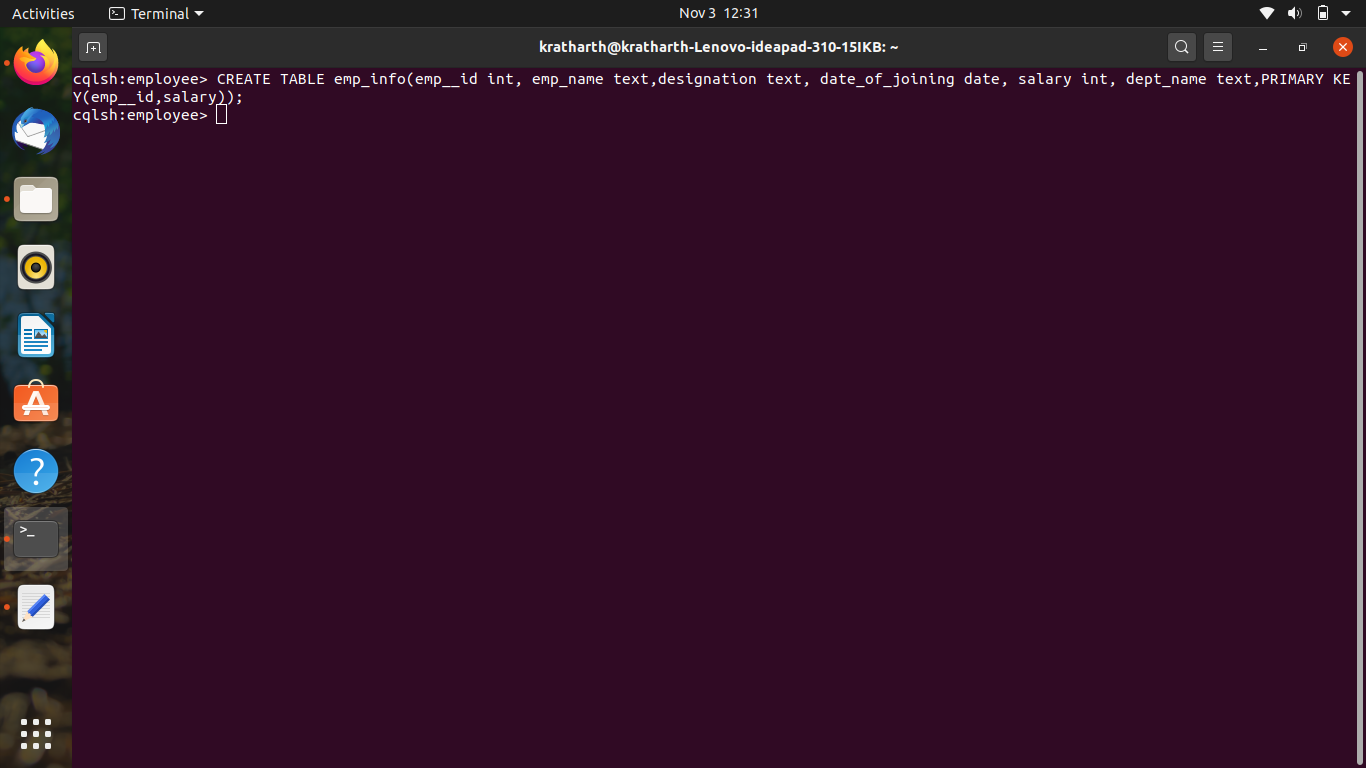 Activities
Terminal
Nov 3 12:31
kratharth@kratharth-Lenovo-ideapad-310-15IKB: ~
cqlsh:employee> CREATE TABLE emp_info(emp__id int, emp_name text,designation text, date_of_joining date, salary int, dept_name text,PRIMARY KE
Y(emp__id,salary));
cqlsh:employee>